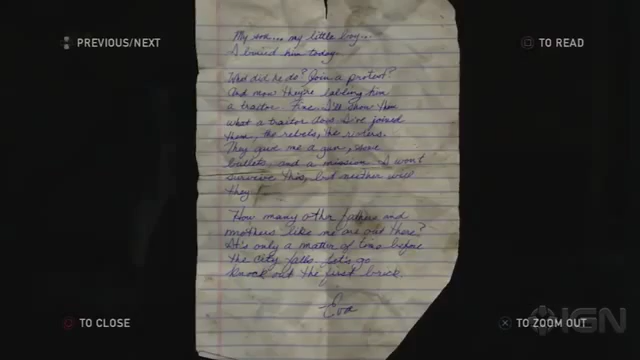 PREVIOUS/NEXT
TO READ
My son... my little boy...
I buried him today.
What did he do? Join a protest?
And now they're labling him
a traitor. Fine. I'll show them
what a traitor does. I've joined
them, the rebels, the rioters.
They gave me a gun, some
bullets, and a mission. I won't
survive this, but neither will
they!
How many other fathers and
mothers like me are out there?
It's only a matter of time before
the city falls. Let's go
knock out the first brick.
Eva
TO CLOSE
TO ZOOM OUT
IGN